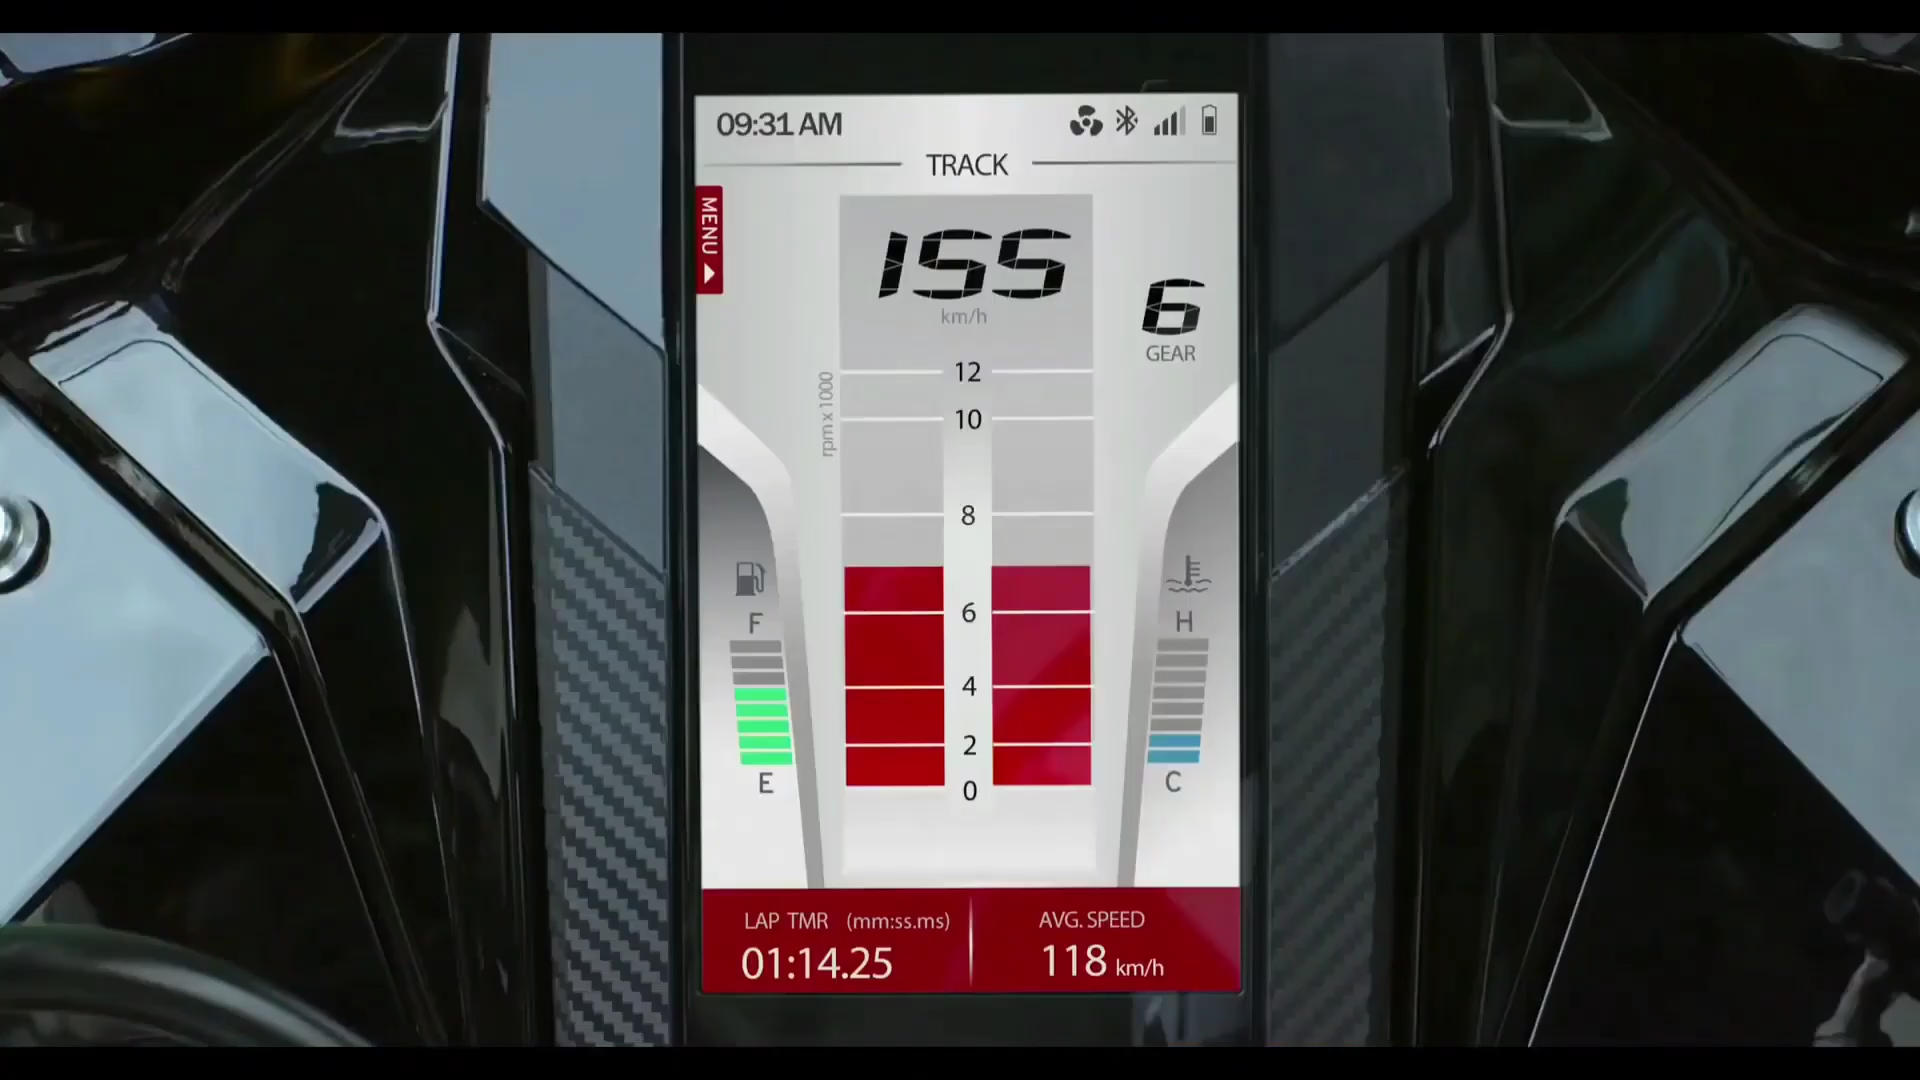 09:31 AM
TRACK
MENU
155
km/h
6
GEAR
rpm x 1000
12
10
8
6
4
2
0
F
E
H
C
LAP TMR (mm:ss.ms)
01:14.25
AVG. SPEED
118 km/h